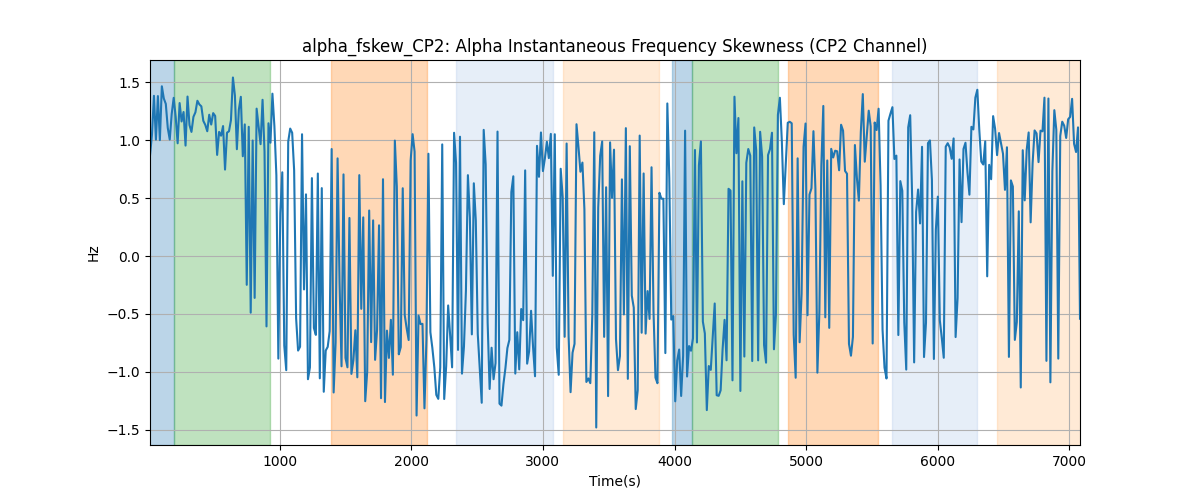 alpha_fskew_CP2: Alpha Instantaneous Frequency Skewness (CP2 Channel)
Hz
1.5
1.0
0.5
0.0
−0.5
−1.0
−1.5
1000 2000 3000 4000 5000 6000 7000
Time(s)